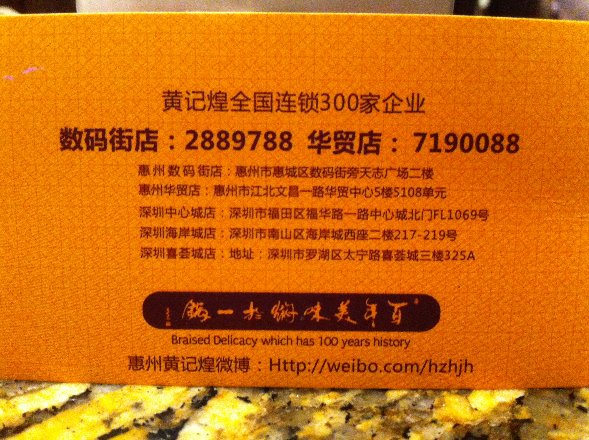 黄记煌全国连锁300家企业
数码街店：2889788 华贸店： 7190088
惠州数码街店：惠州市惠城区数码街旁天志广场二楼
惠州华贸店：惠州市江北文昌一路华贸中心5楼5108单元
深圳中心城店：深圳市福田区福华路一路中心城北门FL1069号
深圳海岸城店：深圳市南山区海岸城西座二楼217-219号
深圳喜荟城店：地址：深圳市罗湖区太宁路喜荟城三楼325A
百年美味
一锅
Braised Delicacy which has 100 years history
惠州黄记煌微博：Http://weibo.com/hzhjh